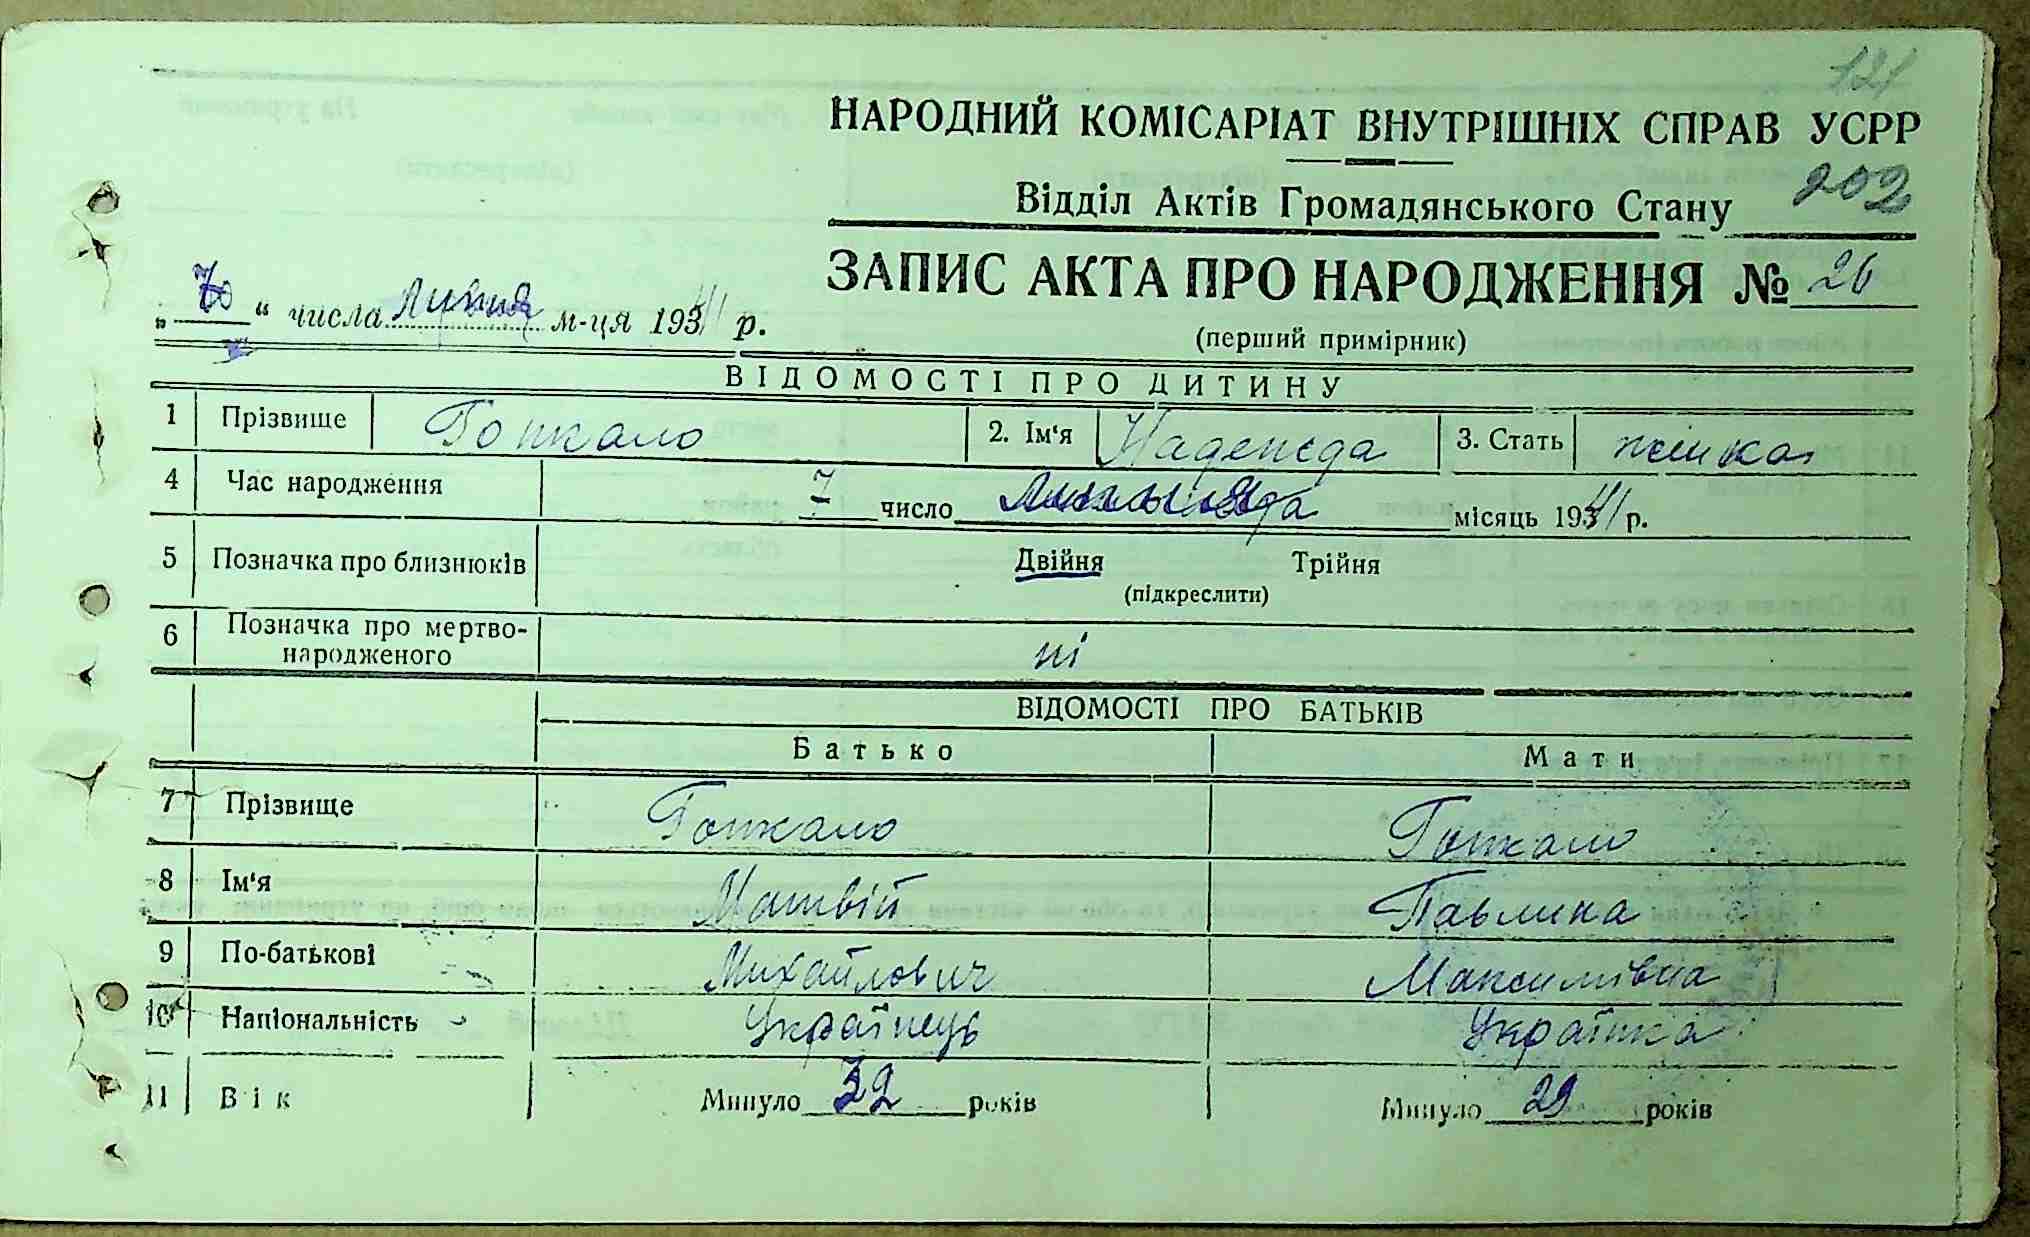 121
НАРОДНИЙ КОМІСАРІАТ ВНУТРІШНІХ СПРАВ УСРР
Відділ Актів Громадянського Стану 202
ЗАПИС АКТА ПРО НАРОДЖЕННЯ № 26
(перший примірник)
„ “ числа липня м-ця 1941 р.
ВІДОМОСТІ ПРО ДИТИНУ
1 Прізвище Готкало 2. Ім‘я Надежда 3. Стать жінка
4 Час народження 7 число місяць 1941 р.
5 Позначка про близнюків Двійня Трійня
(підкреслити)
6 Позначка про мертво-
народженого ні
ВІДОМОСТІ ПРО БАТЬКІВ
Батько Мати
7 Прізвище Готкало Готкало
8 Ім‘я Матвій Павлина
9 По-батькові Михайлович Максимівна
10 Національність Українець Українка
11 Вік Минуло 32 років Минуло 29 років